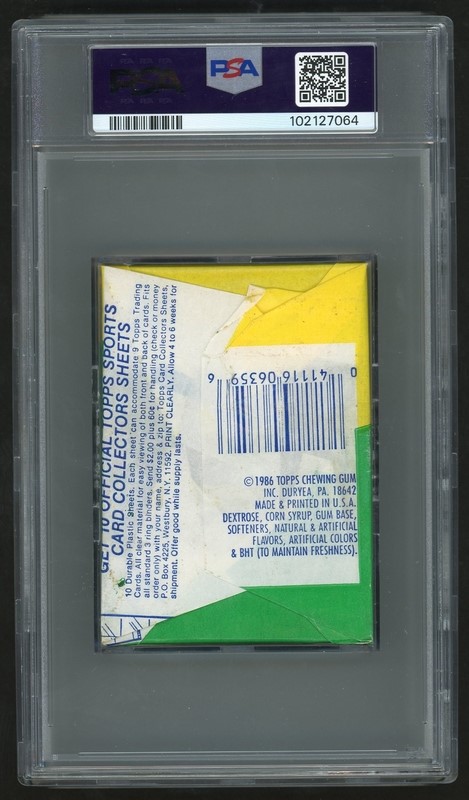 PSA
PSA
102127064
GET 10 OFFICIAL TOPPS SPORTS
CARD COLLECTORS SHEETS
10 Durable Plastic Sheets. Each sheet can accommodate 9 Topps Trading
Cards. All clear material for easy viewing of both front and back of cards. Fits
all standard 3 ring binders. Send $2.00 plus 60¢ for handling (check or money
order only) with your name, address & zip to: Topps Card Collectors Sheets,
P.O. Box 4225, Westbury, N.Y. 11592. PRINT CLEARLY. Allow 4 to 6 weeks for
shipment. Offer good while supply lasts.
0 41116 06359 6
©1986 TOPPS CHEWING GUM
INC. DURYEA, PA. 18642
MADE & PRINTED IN U.S.A.
DEXTROSE, CORN SYRUP, GUM BASE,
SOFTENERS, NATURAL & ARTIFICIAL
FLAVORS, ARTIFICIAL COLORS
& BHT (TO MAINTAIN FRESHNESS).